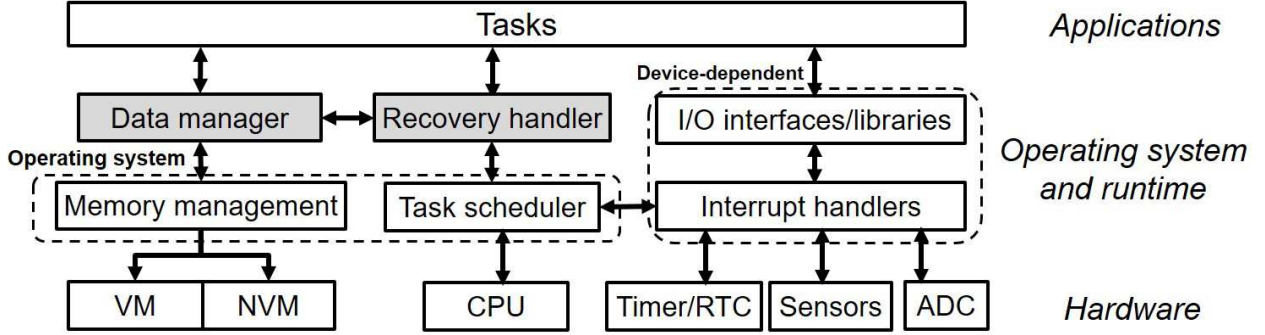 Tasks
Applications
Device-dependent
Data manager
Recovery handler
I/O interfaces/libraries
Operating system
Operating system
and runtime
Memory management
Task scheduler
Interrupt handlers
VM
NVM
CPU
Timer/RTC
Sensors
ADC
Hardware